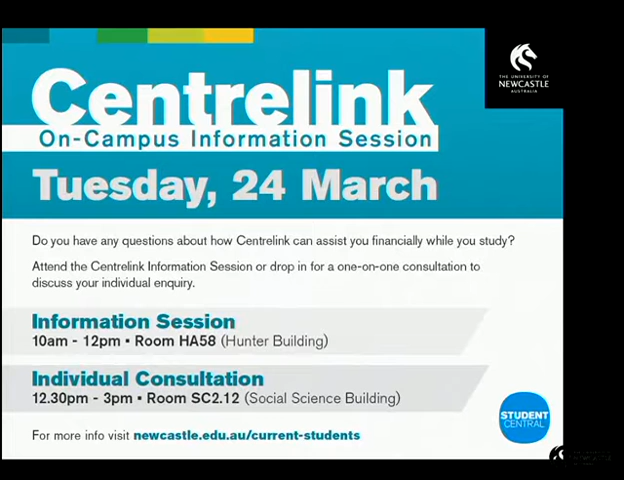 Centrelink
On-Campus Information Session
Tuesday, 24 March
THE UNIVERSITY OF
NEWCASTLE
AUSTRALIA
Do you have any questions about how Centrelink can assist you financially while you study?
Attend the Centrelink Information Session or drop in for a one-on-one consultation to
discuss your individual enquiry.
Information Session
10am - 12pm ▪ Room HA58 (Hunter Building)
Individual Consultation
12.30pm - 3pm ▪ Room SC2.12 (Social Science Building)
STUDENT
CENTRAL
For more info visit newcastle.edu.au/current-students